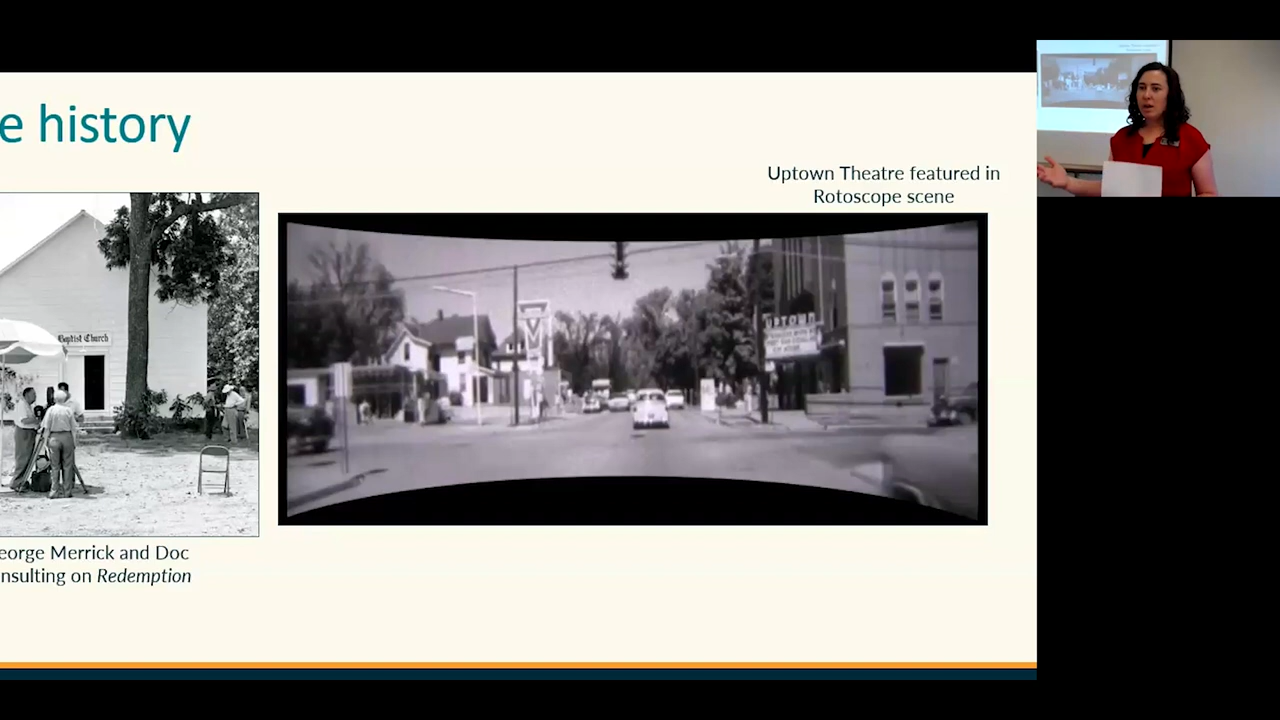 e history
Uptown Theatre featured in
Rotoscope scene
Baptist Church
UPTOWN
eorge Merrick and Doc
nsulting on Redemption